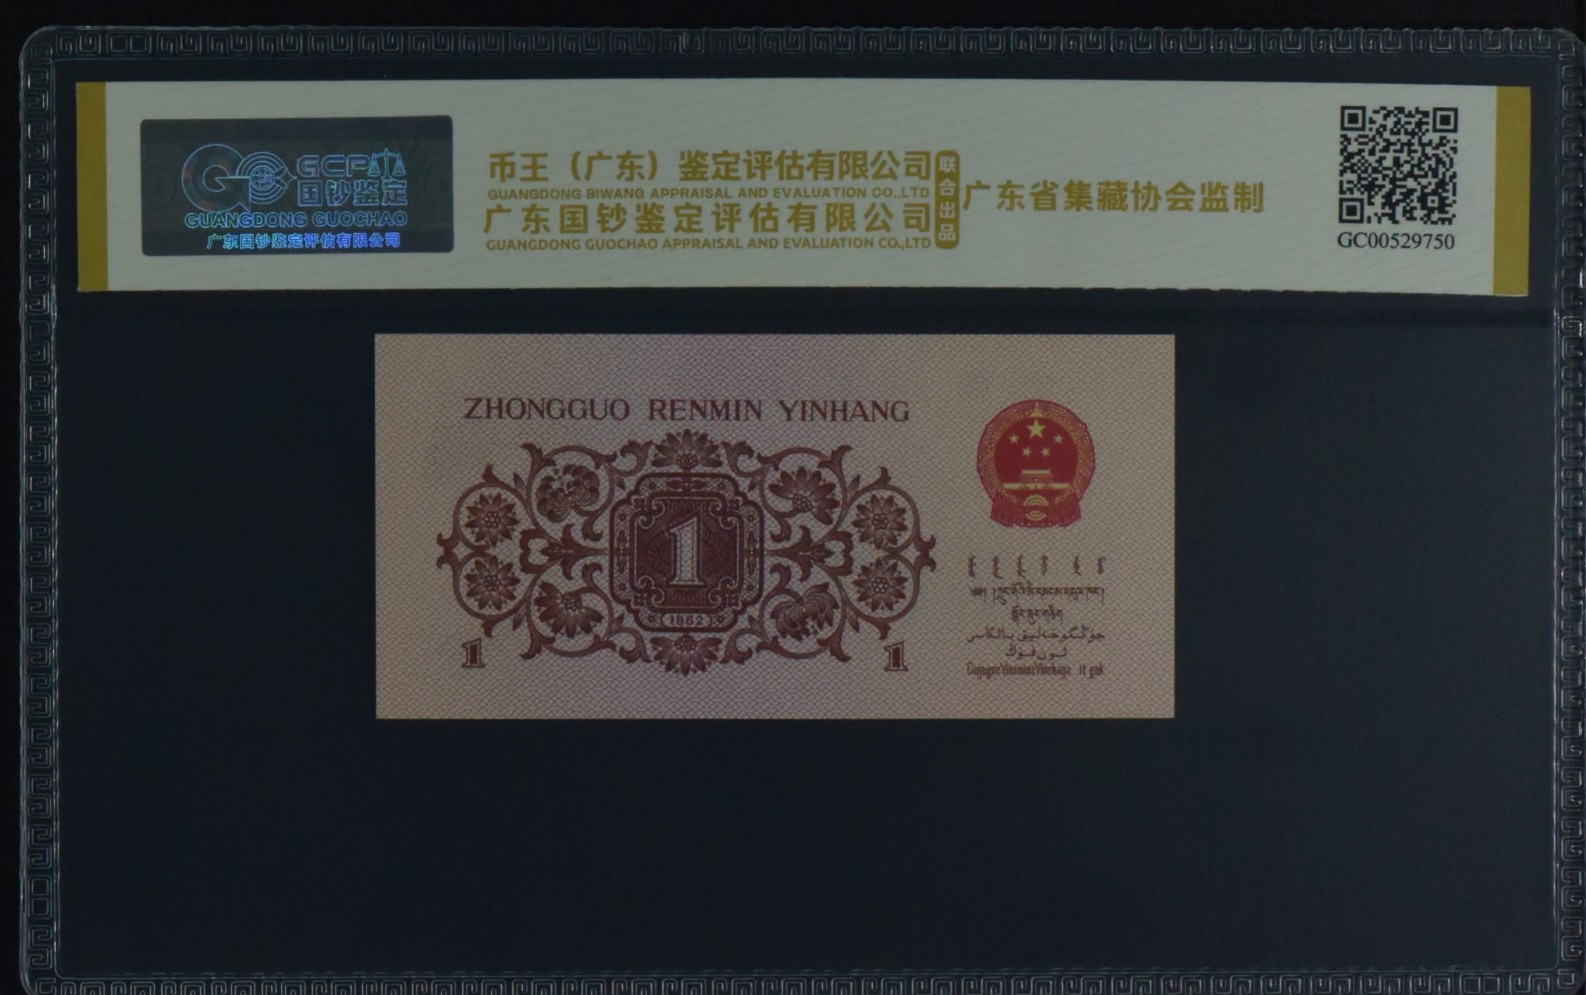 GCP
国钞鉴定
GUANGDONG GUOCHAO
广东国钞鉴定评估有限公司
币王（广东）鉴定评估有限公司
GUANGDONG BIWANG APPRAISAL AND EVALUATION CO.,LTD
广东国钞鉴定评估有限公司
GUANGDONG GUOCHAO APPRAISAL AND EVALUATION CO.,LTD
联合出品
广东省集藏协会监制
GC00529750
ZHONGGUO RENMIN YINHANG
1
1962
1 1